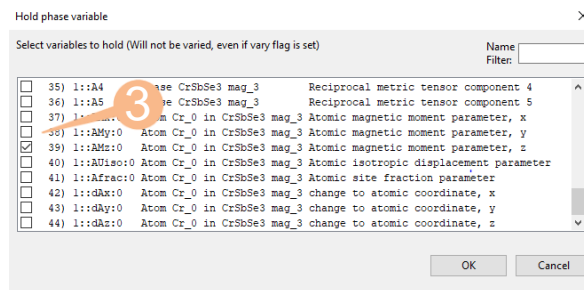 Hold phase variable
Select variables to hold (Will not be varied, even if vary flag is set)
Name
Filter:
35) 1::A4 Phase CrSbSe3 mag_3 Reciprocal metric tensor component 4
36) 1::A5 CrSbSe3 mag_3 Reciprocal metric tensor component 5
37) Cr_0 in CrSbSe3 mag_3 Atomic magnetic moment parameter, x
38) 1::AMy:0 Atom Cr_0 in CrSbSe3 mag_3 Atomic magnetic moment parameter, y
39) 1::AMz:0 Atom Cr_0 in CrSbSe3 mag_3 Atomic magnetic moment parameter, z
40) 1::AUiso:0 Atom Cr_0 in CrSbSe3 mag_3 Atomic isotropic displacement parameter
41) 1::Afrac:0 Atom Cr_0 in CrSbSe3 mag_3 Atomic site fraction parameter
42) 1::dAx:0 Atom Cr_0 in CrSbSe3 mag_3 change to atomic coordinate, x
43) 1::dAy:0 Atom Cr_0 in CrSbSe3 mag_3 change to atomic coordinate, y
44) 1::dAz:0 Atom Cr_0 in CrSbSe3 mag_3 change to atomic coordinate, z
3
OK Cancel